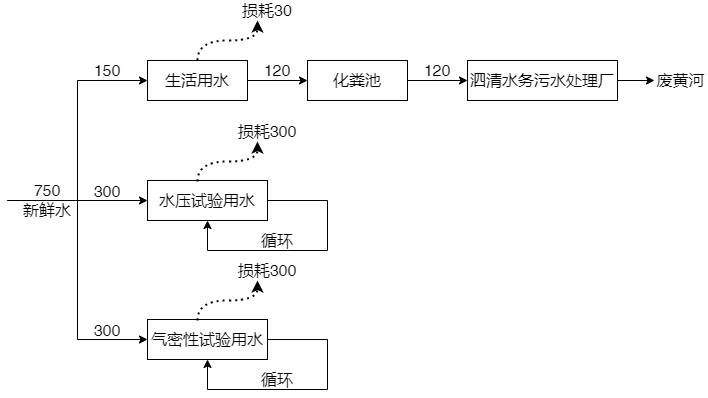 损耗30
150
生活用水
120
化粪池
120
泗清水务污水处理厂
废黄河
损耗300
750
新鲜水
300
水压试验用水
循环
损耗300
300
气密性试验用水
循环